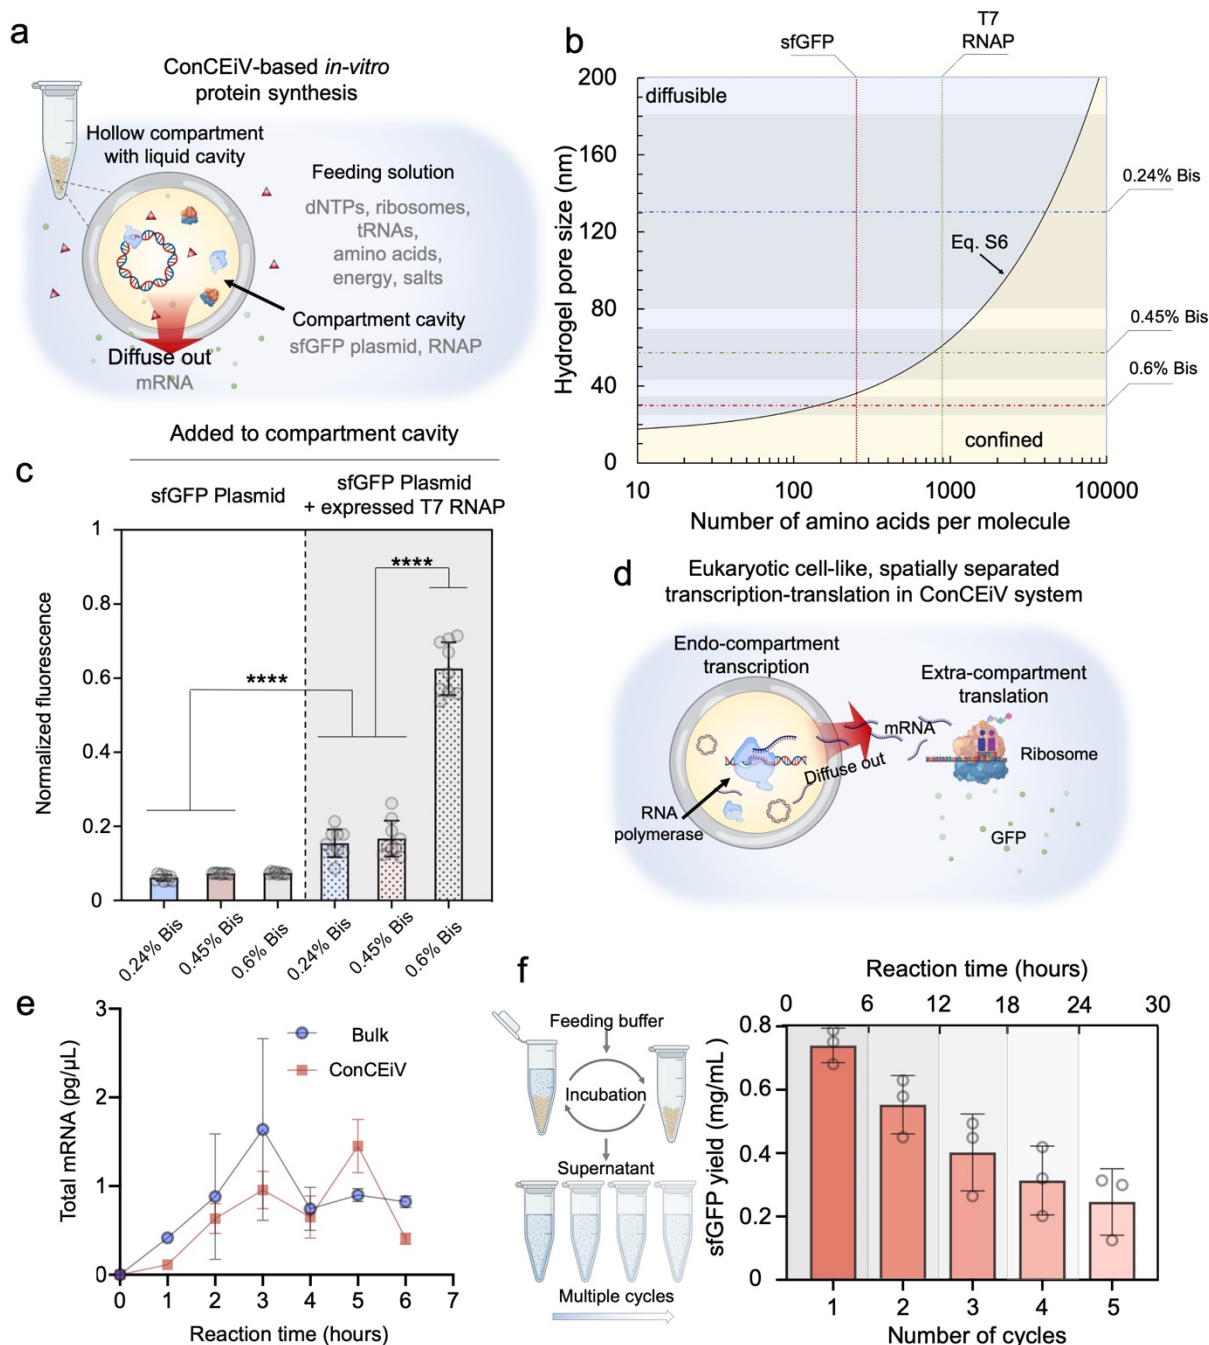 a
ConCEiV-based in-vitro
protein synthesis
Hollow compartment
with liquid cavity
Feeding solution
dNTPs, ribosomes,
tRNAs,
amino acids,
energy, salts
Compartment cavity
sfGFP plasmid, RNAP
Diffuse out
mRNA
b
sfGFP
T7
RNAP
Hydrogel pore size (nm)
200
160
120
80
40
0
diffusible
Eq. S6
confined
0.24% Bis
0.45% Bis
0.6% Bis
10
100
1000
10000
Number of amino acids per molecule
Added to compartment cavity
c
sfGFP Plasmid
sfGFP Plasmid
+ expressed T7 RNAP
Normalized fluorescence
1
0.8
0.6
0.4
0.2
0
****
****
0.24% Bis
0.45% Bis
0.6% Bis
0.24% Bis
0.45% Bis
0.6% Bis
d
Eukaryotic cell-like, spatially separated
transcription-translation in ConCEiV system
Endo-compartment
transcription
Extra-compartment
translation
mRNA
Diffuse out
Ribosome
RNA
polymerase
GFP
e
Total mRNA (pg/µL)
3
2
1
0
Bulk
ConCEiV
0 1 2 3 4 5 6 7
Reaction time (hours)
f
Feeding buffer
Incubation
Supernatant
Multiple cycles
Reaction time (hours)
0 6 12 18 24 30
sfGFP yield (mg/mL)
0.8
0.6
0.4
0.2
0
1 2 3 4 5
Number of cycles